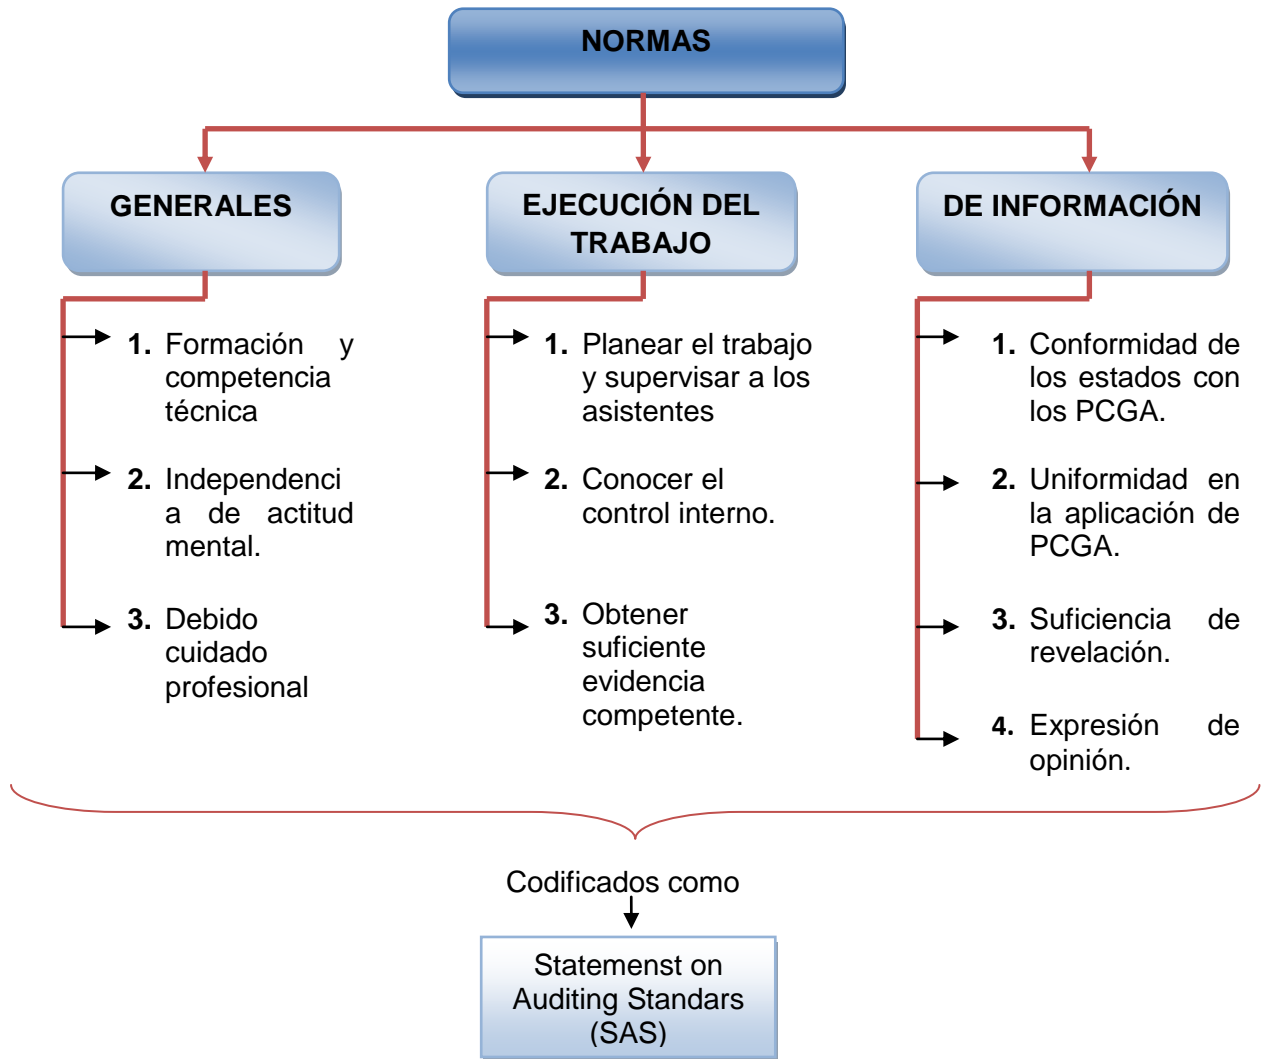 NORMAS
GENERALES
1. Formación y
competencia
técnica
2. Independenci
a de actitud
mental.
3. Debido
cuidado
profesional
EJECUCIÓN DEL
TRABAJO
1. Planear el trabajo
y supervisar a los
asistentes
2. Conocer el
control interno.
3. Obtener
suficiente
evidencia
competente.
DE INFORMACIÓN
1. Conformidad de
los estados con
los PCGA.
2. Uniformidad en
la aplicación de
PCGA.
3. Suficiencia de
revelación.
4. Expresión de
opinión.
Codificados como
Statemenst on
Auditing Standars
(SAS)